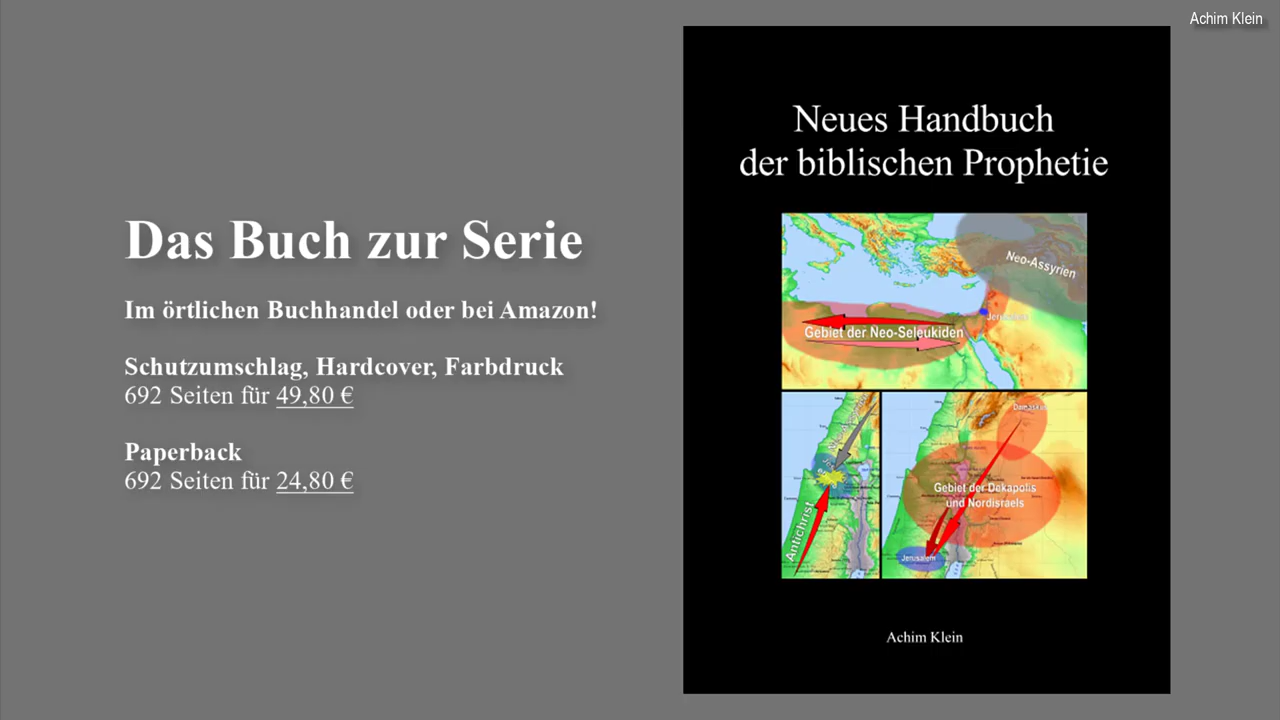 Achim Klein
Das Buch zur Serie
Im örtlichen Buchhandel oder bei Amazon!
Schutzumschlag, Hardcover, Farbdruck
692 Seiten für 49,80 €
Paperback
692 Seiten für 24,80 €
Neues Handbuch
der biblischen Prophetie
Neo-Assyrien
Jerusalem
Gebiet der Neo-Seleukiden
Antichrist
Damaskus
Gebiet der Dekapolis
und Nordisraels
Jerusalem
Achim Klein